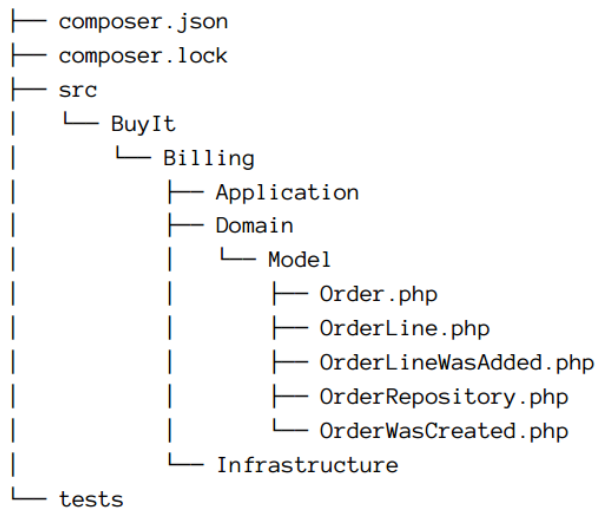 ├── composer.json
├── composer.lock
├── src
│   └── BuyIt
│       └── Billing
│           ├── Application
│           ├── Domain
│           │   └── Model
│           │       ├── Order.php
│           │       ├── OrderLine.php
│           │       ├── OrderLineWasAdded.php
│           │       ├── OrderRepository.php
│           │       └── OrderWasCreated.php
│           └── Infrastructure
└── tests